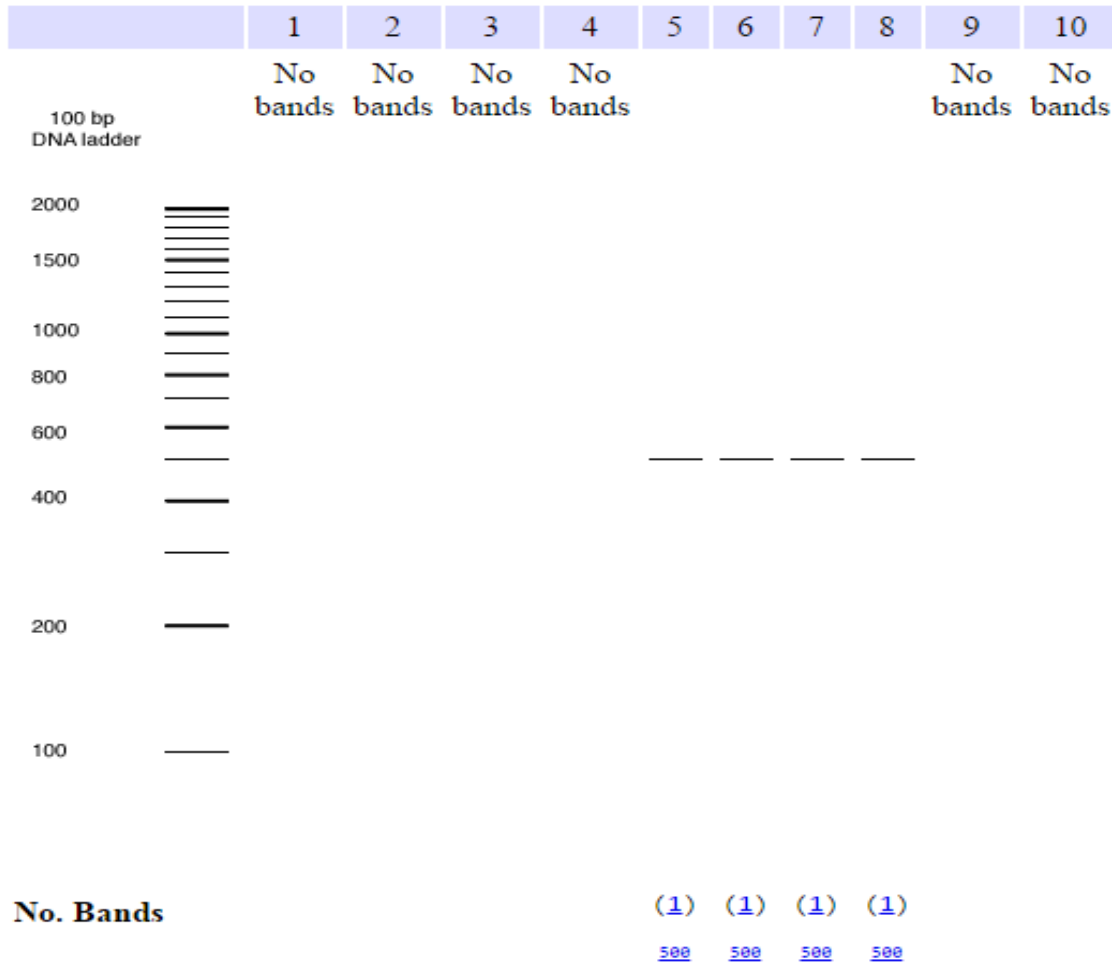 1 2 3 4 5 6 7 8 9 10
No No No No No No
bands bands bands bands bands bands
100 bp
DNA ladder
2000
1500
1000
800
600
400
200
100
No. Bands (1) (1) (1) (1)
500 500 500 500